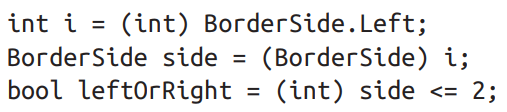 int i = (int) BorderSide.Left;
BorderSide side = (BorderSide) i;
bool leftOrRight = (int) side <= 2;